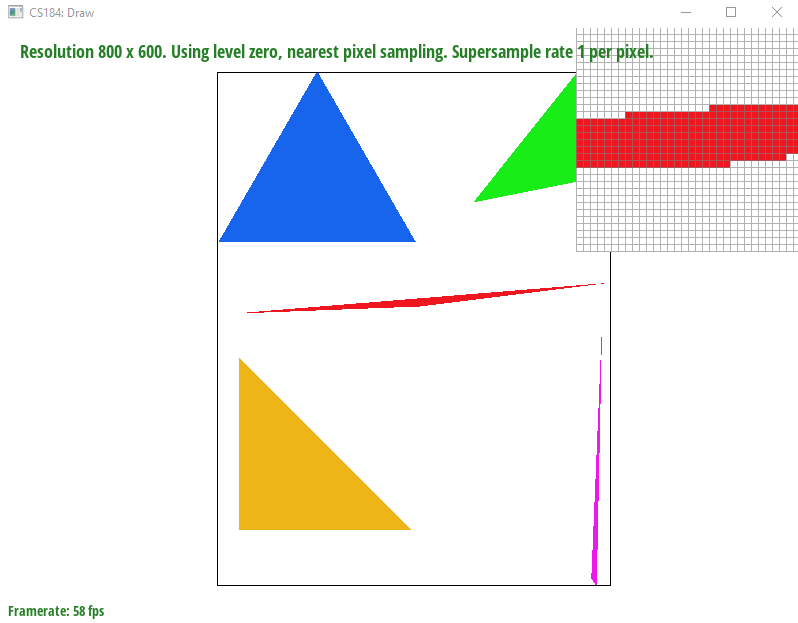 CS184: Draw
Resolution 800 x 600. Using level zero, nearest pixel sampling. Supersample rate 1 per pixel.
Framerate: 58 fps